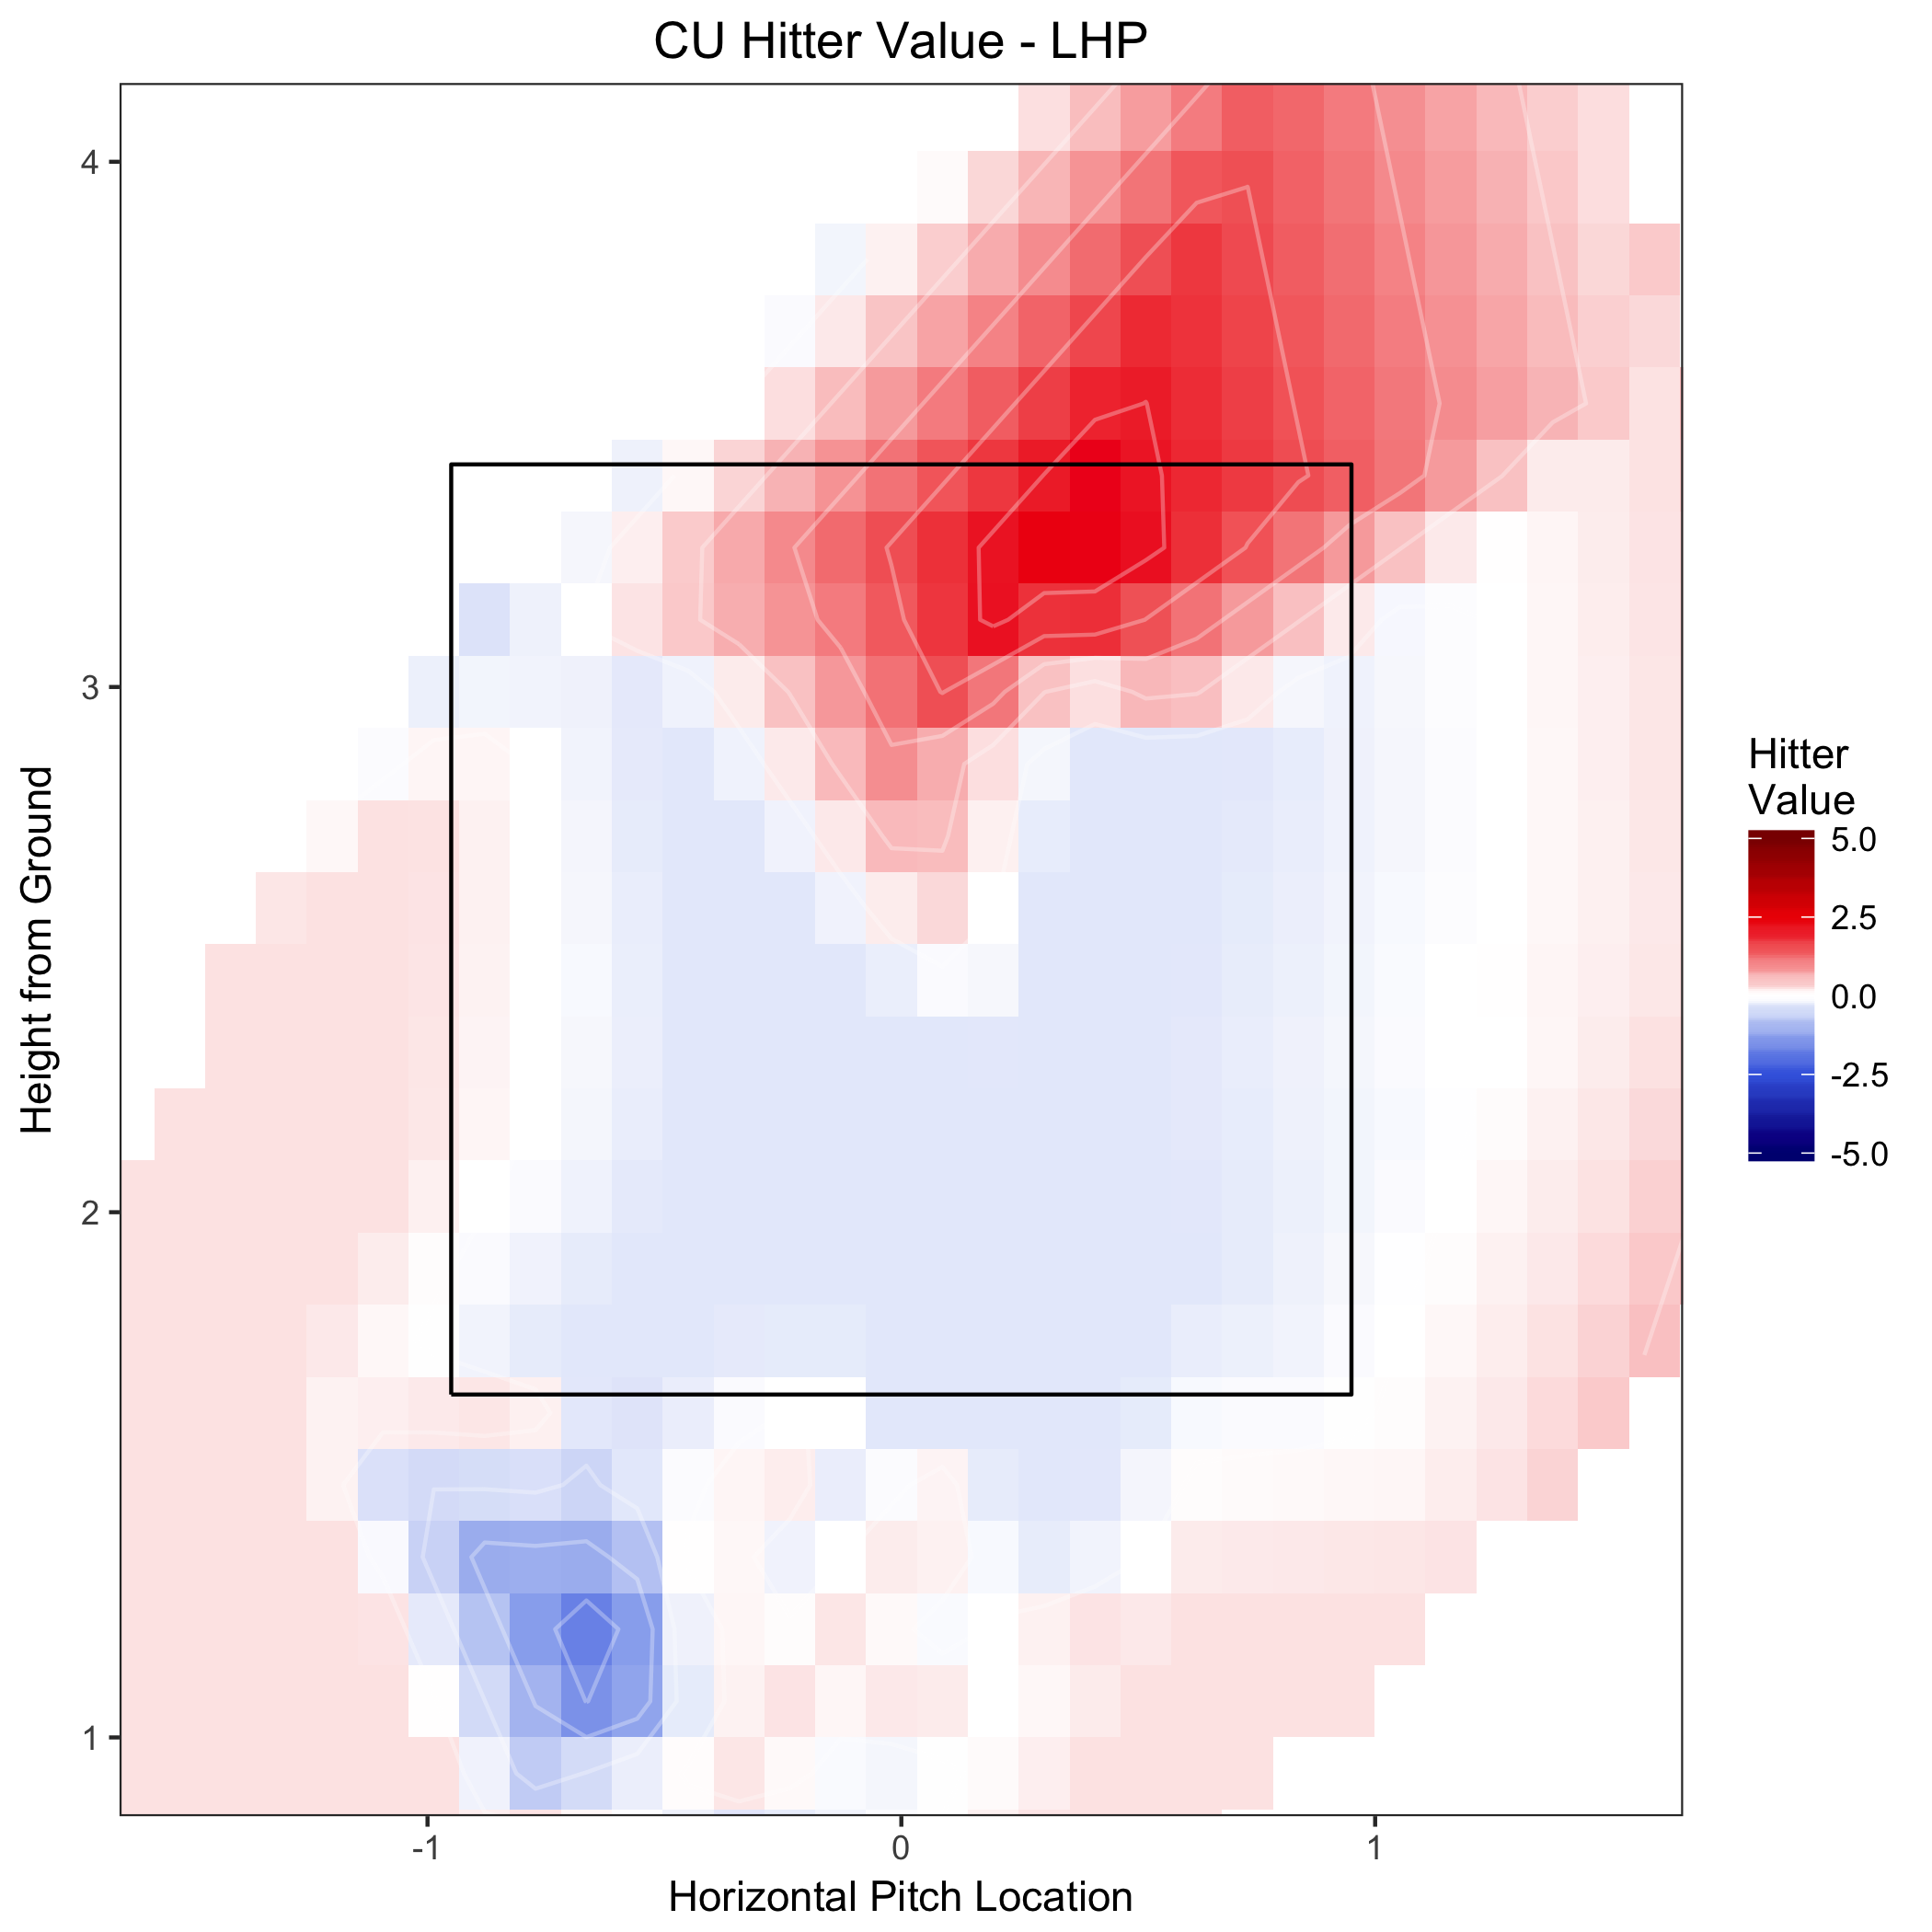 CU Hitter Value - LHP
4
3
2
1
Height from Ground
-1 0 1
Horizontal Pitch Location
Hitter
Value
5.0
2.5
0.0
-2.5
-5.0